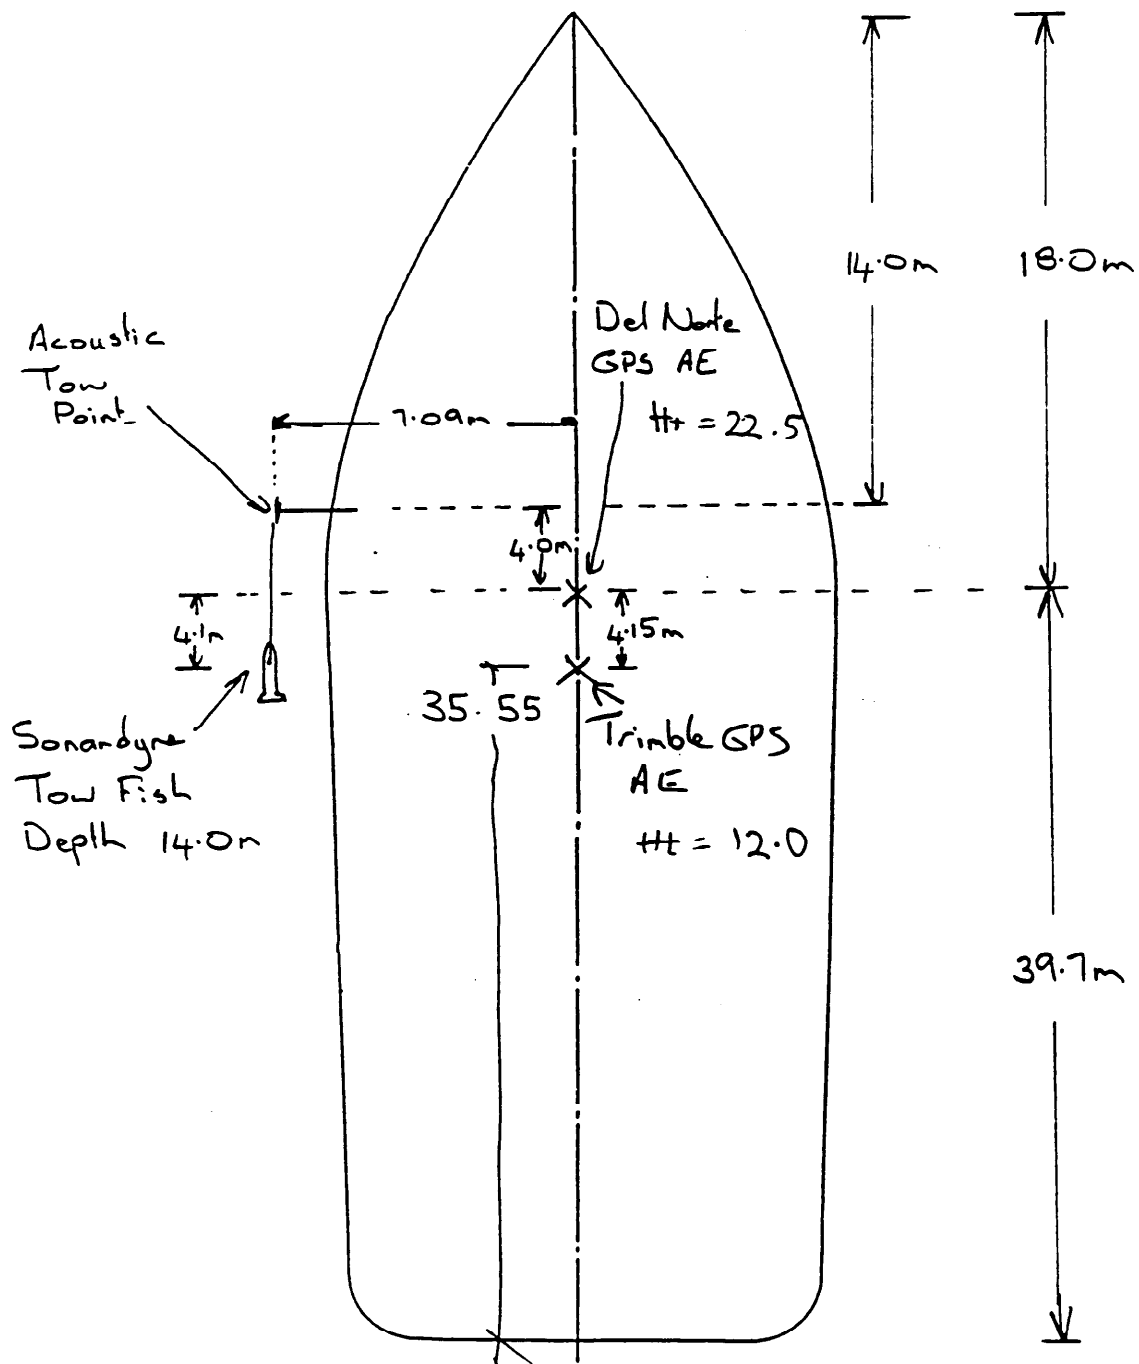 14.0m
18.0m
Del Norte
GPS AE
Ht = 22.5
Acoustic
Tow
Point
7.09m
4.0m
4.1m
4.15m
35.55
Sonardyne
Tow Fish
Depth 14.0m
Trimble GPS
AE
Ht = 12.0
39.7m